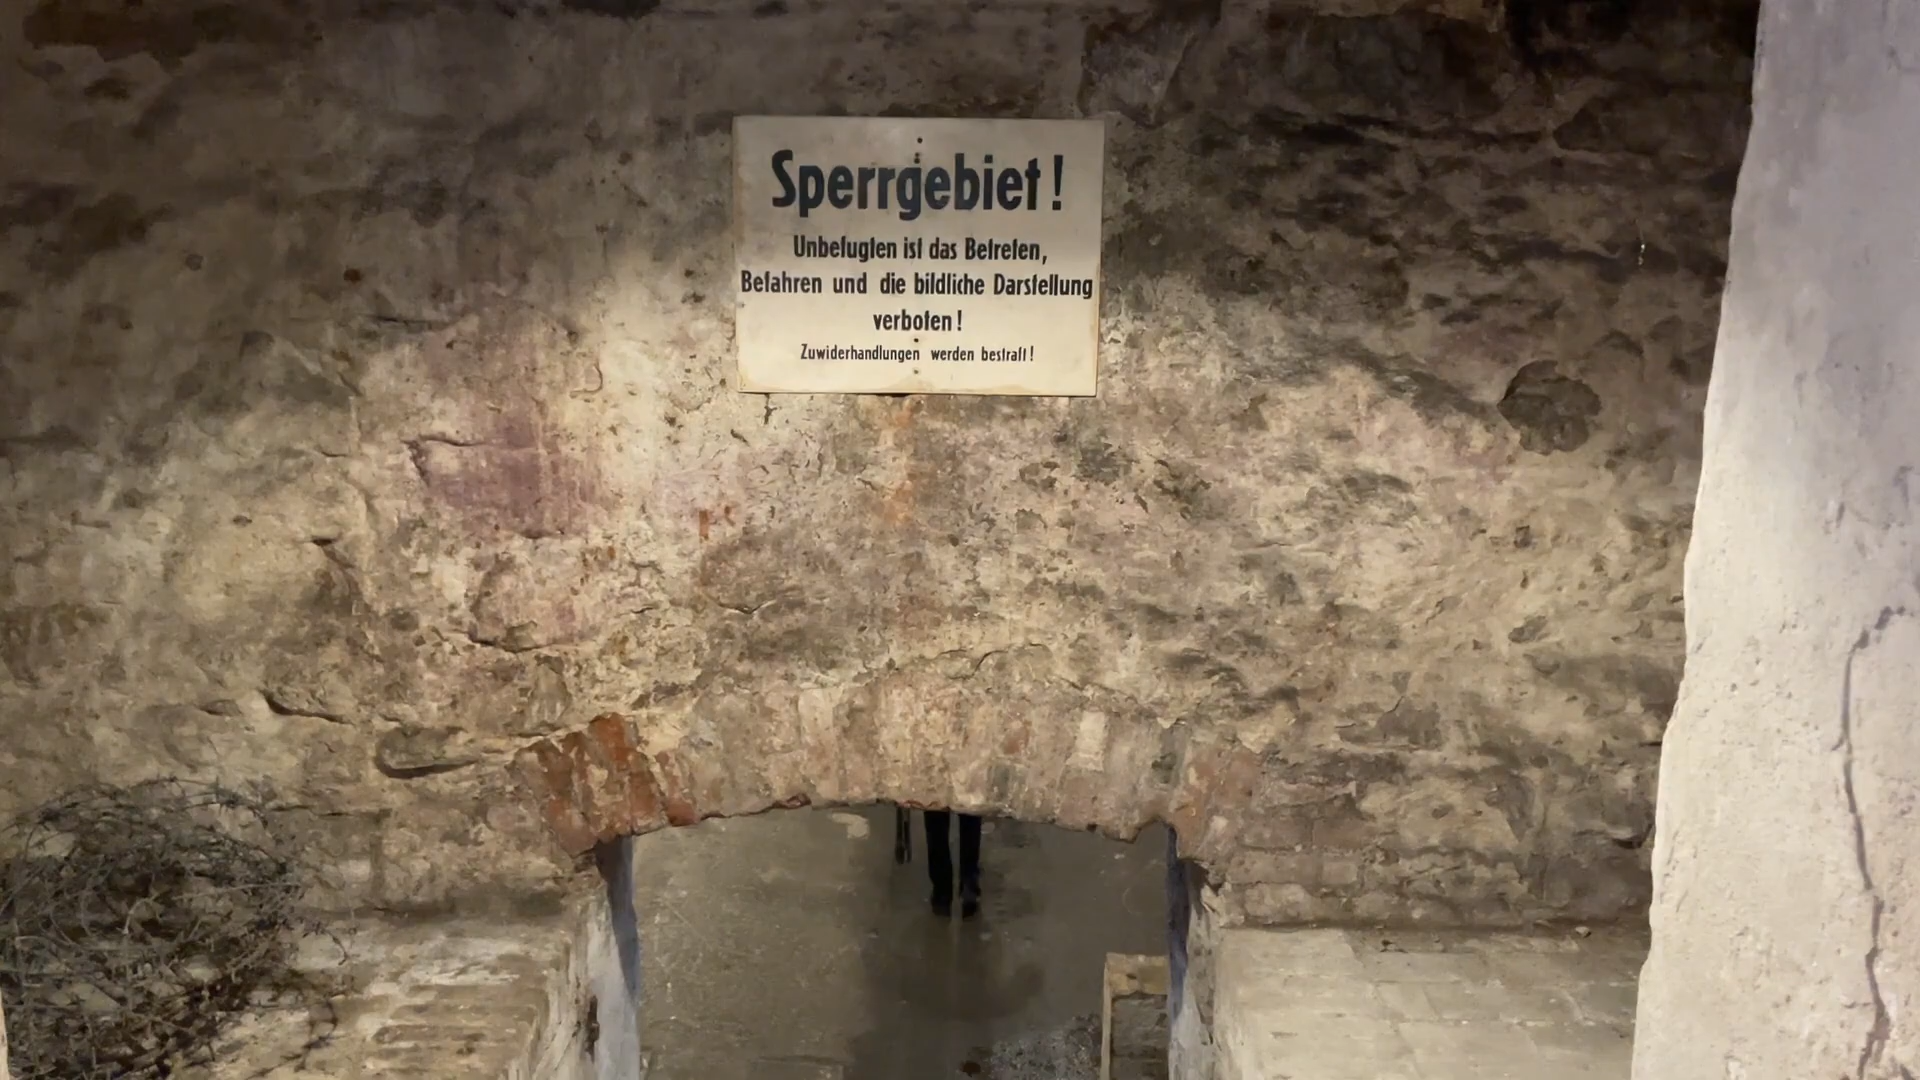 Sperrgebiet!
Unbefugten ist das Betreten,
Befahren und die bildliche Darstellung
verboten!
Zuwiderhandlungen werden bestraft!